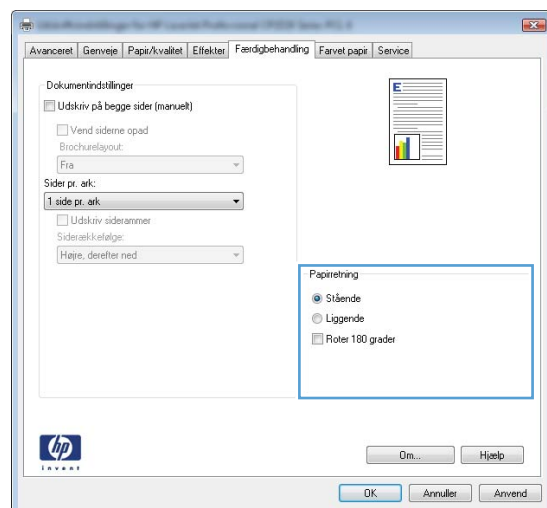 Avanceret Genveje Papir/kvalitet Effekter Færdigbehandling Farvet papir Service
Dokumentindstillinger
Udskriv på begge sider (manuelt)
Vend siderne opad
Brochurelayout:
Fra
Sider pr. ark:
1 side pr. ark
Udskriv siderammer
Siderækkefølge:
Højre, derefter ned
E
Papirretning
Stående
Liggende
Roter 180 grader
hp
invent
Om... Hjælp
OK Annuller Anvend